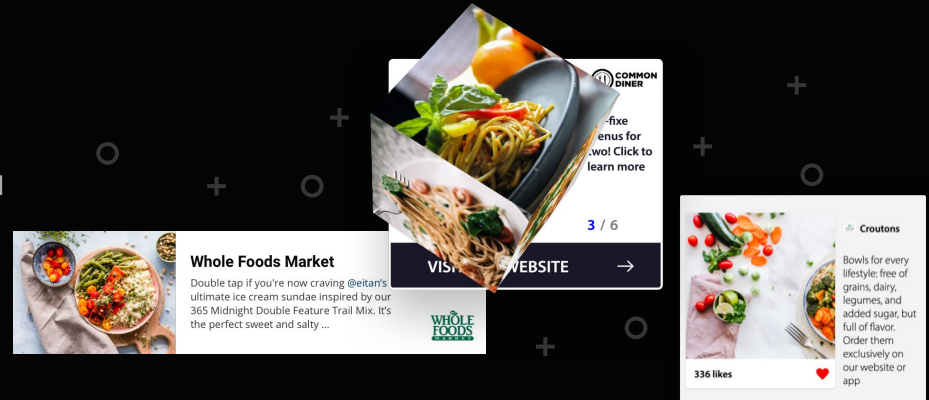 COMMON
DINER
-fixe
enus for
two! Click to
learn more
3 / 6
WEBSITE
Whole Foods Market
Double tap if you're now craving @eitan's
ultimate ice cream sundae inspired by our
365 Midnight Double Feature Trail Mix. It's
the perfect sweet and salty ...
WHOLE
FOODS
MARKET
Croutons
Bowls for every
lifestyle: free of
grains, dairy,
legumes, and
added sugar, but
full of flavor.
Order them
exclusively on
our website or
app
336 likes